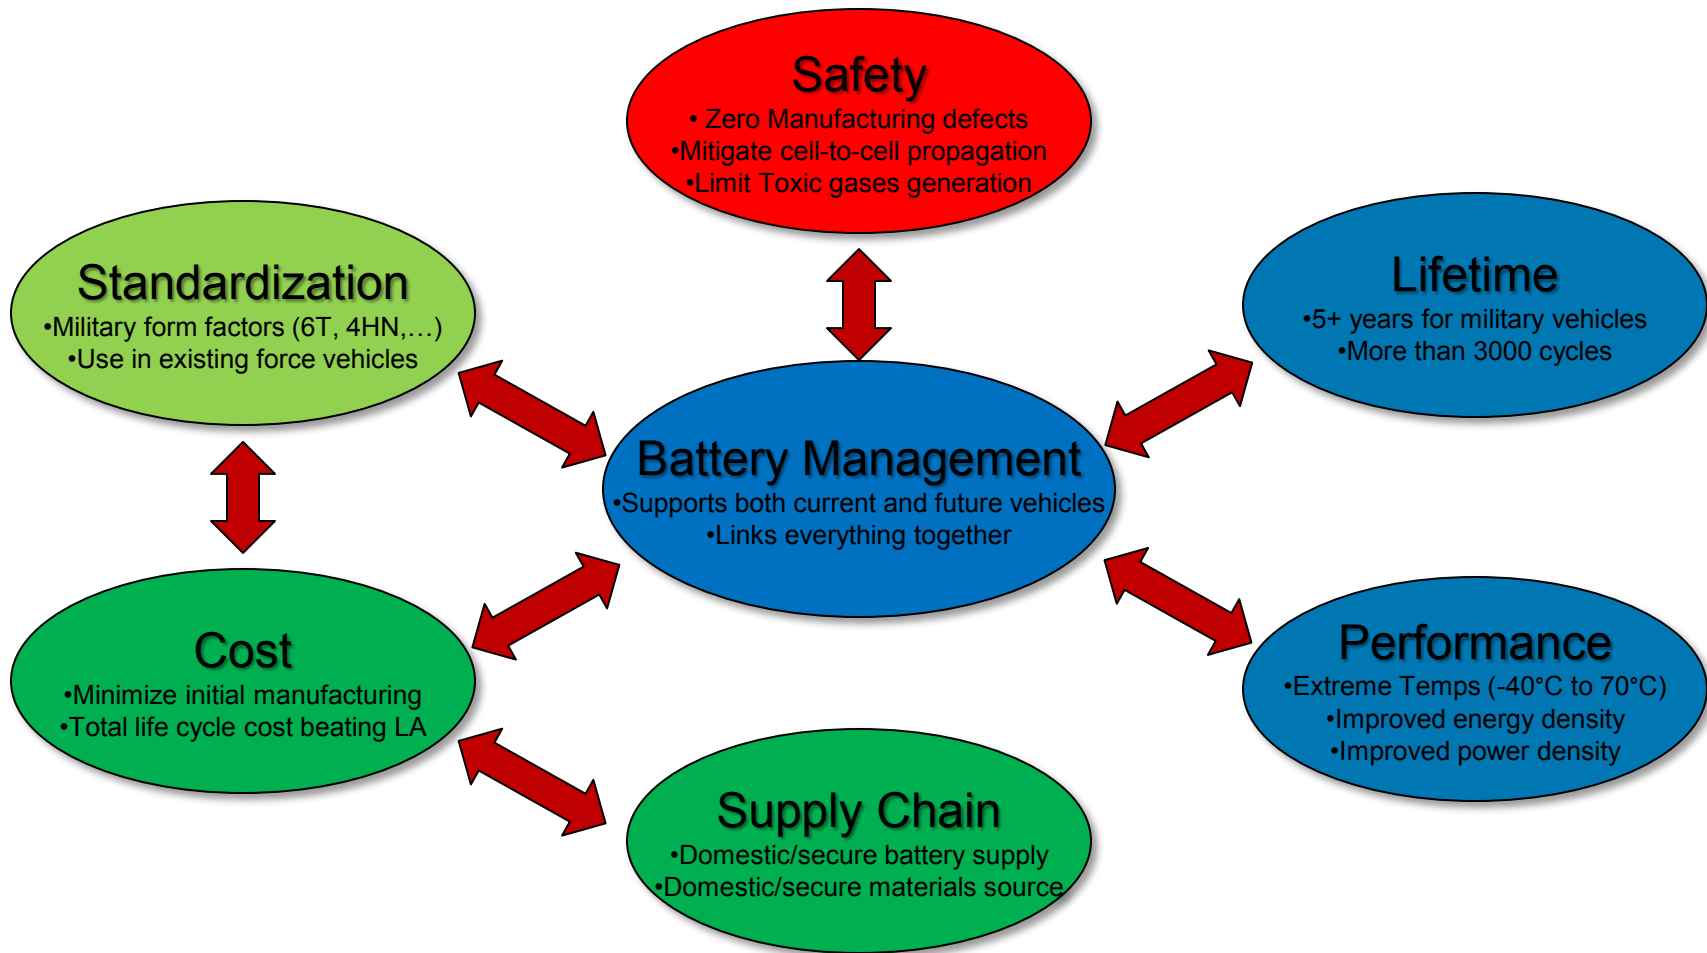 Safety
• Zero Manufacturing defects
•Mitigate cell-to-cell propagation
•Limit Toxic gases generation
Standardization
•Military form factors (6T, 4HN,…)
•Use in existing force vehicles
Lifetime
•5+ years for military vehicles
•More than 3000 cycles
Battery Management
•Supports both current and future vehicles
•Links everything together
Cost
•Minimize initial manufacturing
•Total life cycle cost beating LA
Performance
•Extreme Temps (-40°C to 70°C)
•Improved energy density
•Improved power density
Supply Chain
•Domestic/secure battery supply
•Domestic/secure materials source